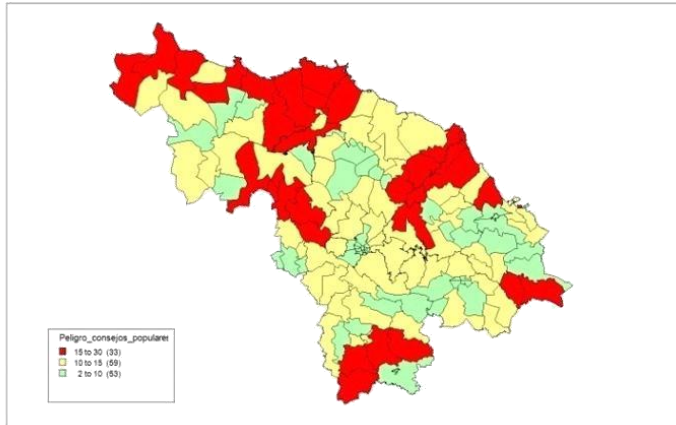 Peligro_consejos_populares
15 to 30 (33)
10 to 15 (59)
2 to 10 (53)